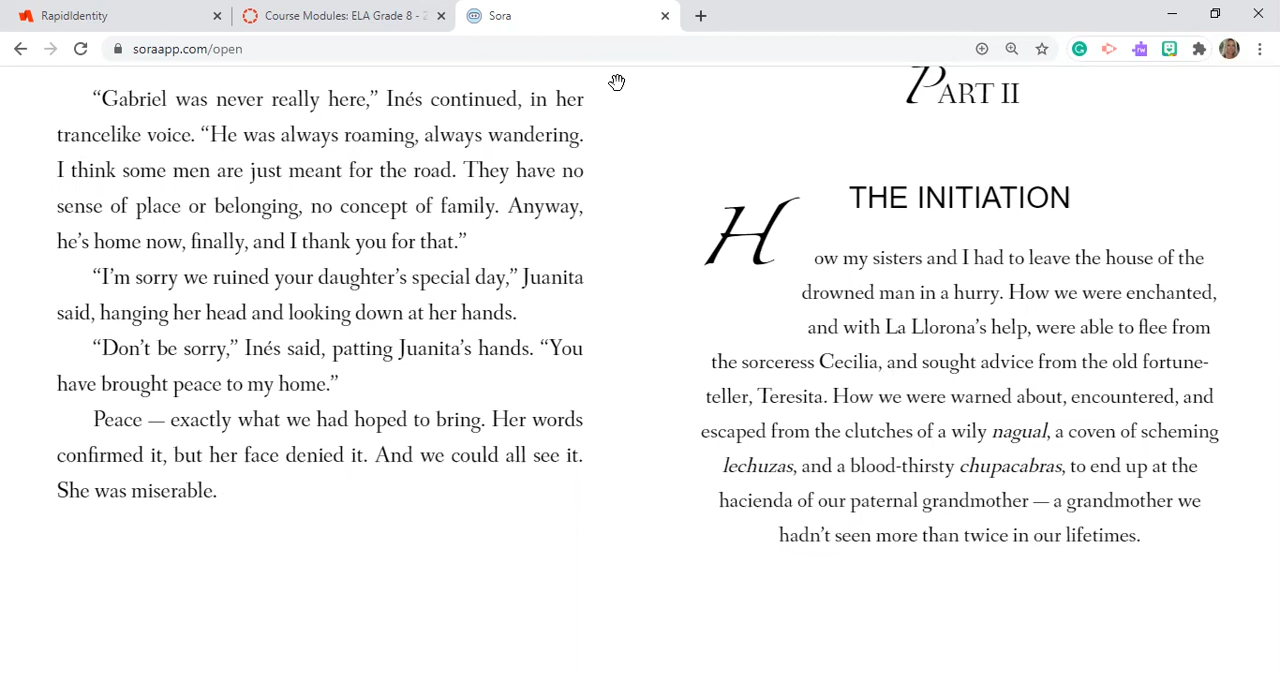 RapidIdentity
Course Modules: ELA Grade 8 - 2
Sora
soraapp.com/open
“Gabriel was never really here,” Inés continued, in her
trancelike voice. “He was always roaming, always wandering.
I think some men are just meant for the road. They have no
sense of place or belonging, no concept of family. Anyway,
he’s home now, finally, and I thank you for that.”
“I’m sorry we ruined your daughter’s special day,” Juanita
said, hanging her head and looking down at her hands.
“Don’t be sorry,” Inés said, patting Juanita’s hands. “You
have brought peace to my home.”
Peace — exactly what we had hoped to bring. Her words
confirmed it, but her face denied it. And we could all see it.
She was miserable.
PART II
THE INITIATION
How my sisters and I had to leave the house of the
drowned man in a hurry. How we were enchanted,
and with La Llorona’s help, were able to flee from
the sorceress Cecilia, and sought advice from the old fortune-
teller, Teresita. How we were warned about, encountered, and
escaped from the clutches of a wily nagual, a coven of scheming
lechuzas, and a blood-thirsty chupacabras, to end up at the
hacienda of our paternal grandmother — a grandmother we
hadn’t seen more than twice in our lifetimes.